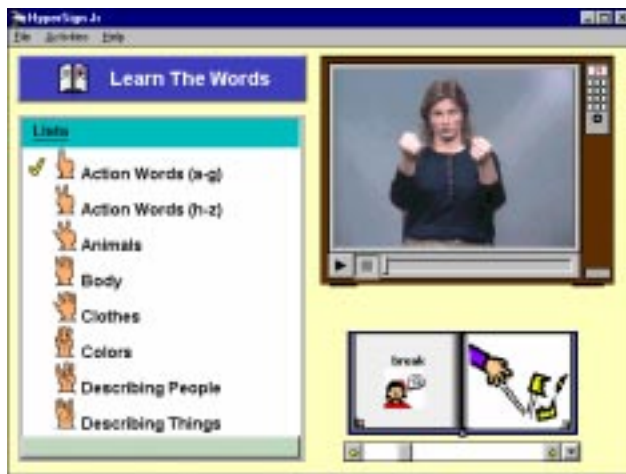 HyperSign Jr
File Activities Help
Learn The Words
Lists
Action Words (a-g)
Action Words (h-z)
Animals
Body
Clothes
Colors
Describing People
Describing Things
break